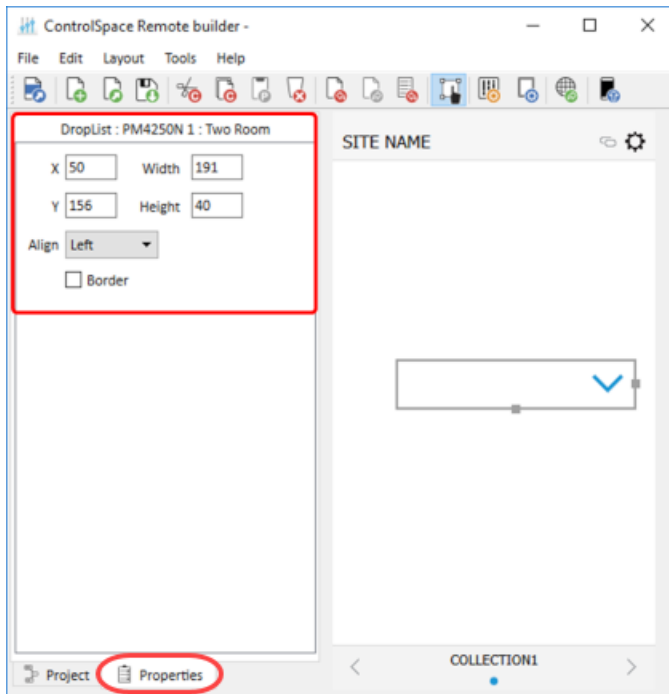 ControlSpace Remote builder -
File Edit Layout Tools Help
DropList : PM4250N 1 : Two Room
X 50 Width 191
Y 156 Height 40
Align Left
Border
SITE NAME
COLLECTION1
Project Properties